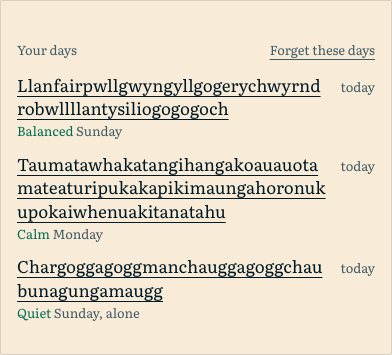 Your days Forget these days
Llanfairpwllgwyngyllgogerychwyrnd today
robwllllantysiliogogogoch
Balanced Sunday
Taumatawhakatangihangakoauauota today
mateaturipukakapikimaungahoronuk
upokaiwhenuakitanatahu
Calm Monday
Chargoggagoggmanchauggagoggchau today
bunagungamaugg
Quiet Sunday, alone